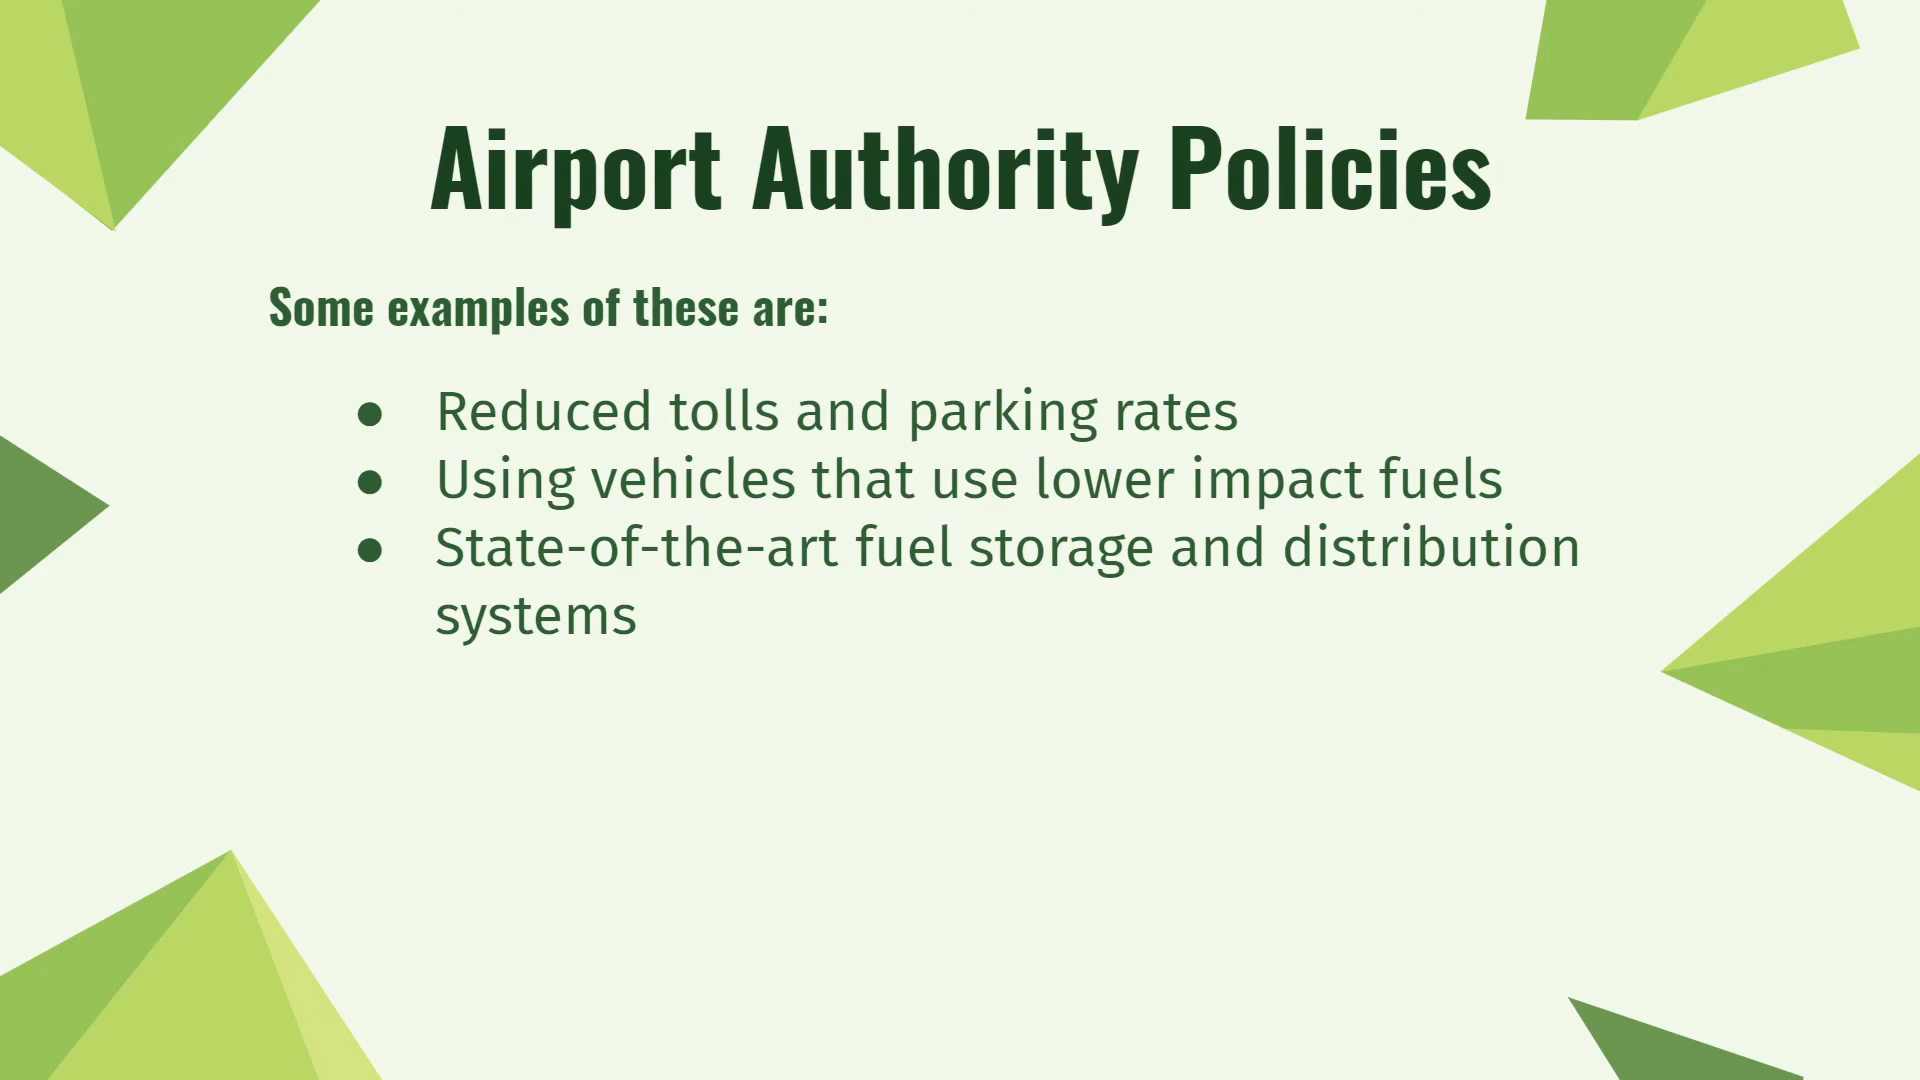 Airport Authority Policies
Some examples of these are:
● Reduced tolls and parking rates
● Using vehicles that use lower impact fuels
● State-of-the-art fuel storage and distribution
systems